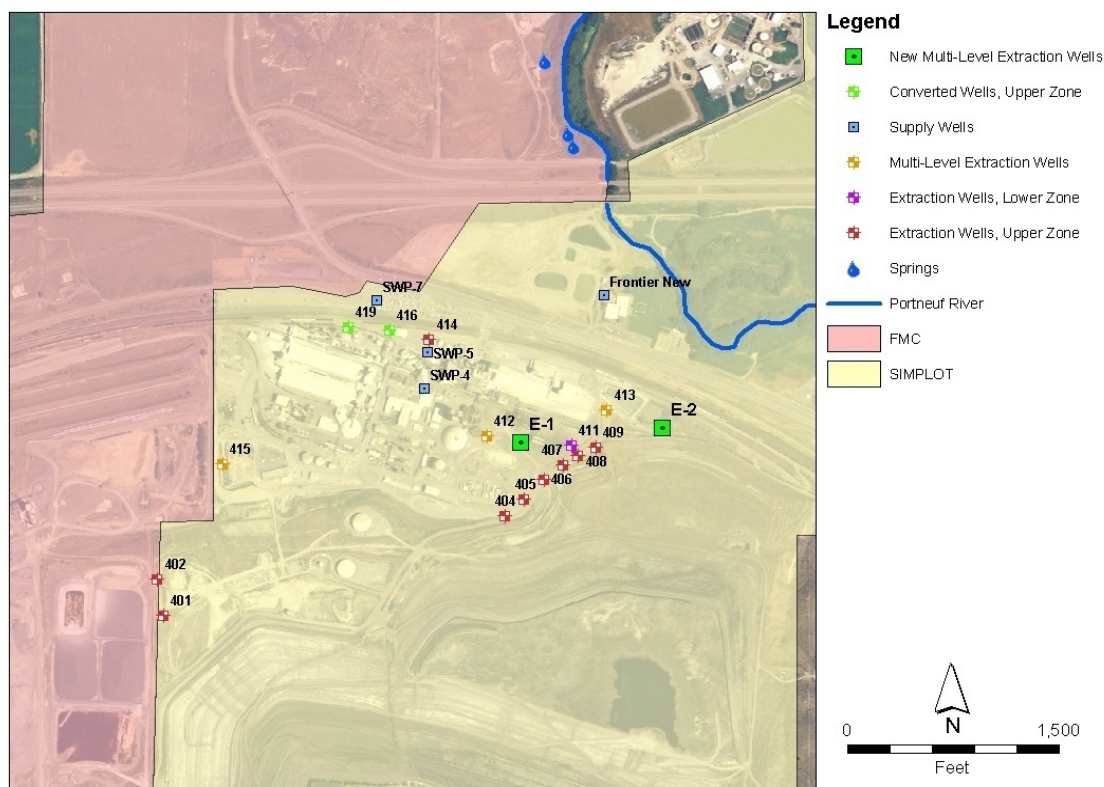 Legend
New Multi-Level Extraction Wells
Converted Wells, Upper Zone
Supply Wells
Multi-Level Extraction Wells
Extraction Wells, Lower Zone
Extraction Wells, Upper Zone
Springs
Portneuf River
FMC
SIMPLOT
SWP-7
Frontier New
419
416
414
SWP-5
SWP-4
413
E-2
412
E-1
411
409
407
408
415
406
405
404
402
401
N
0
1,500
Feet